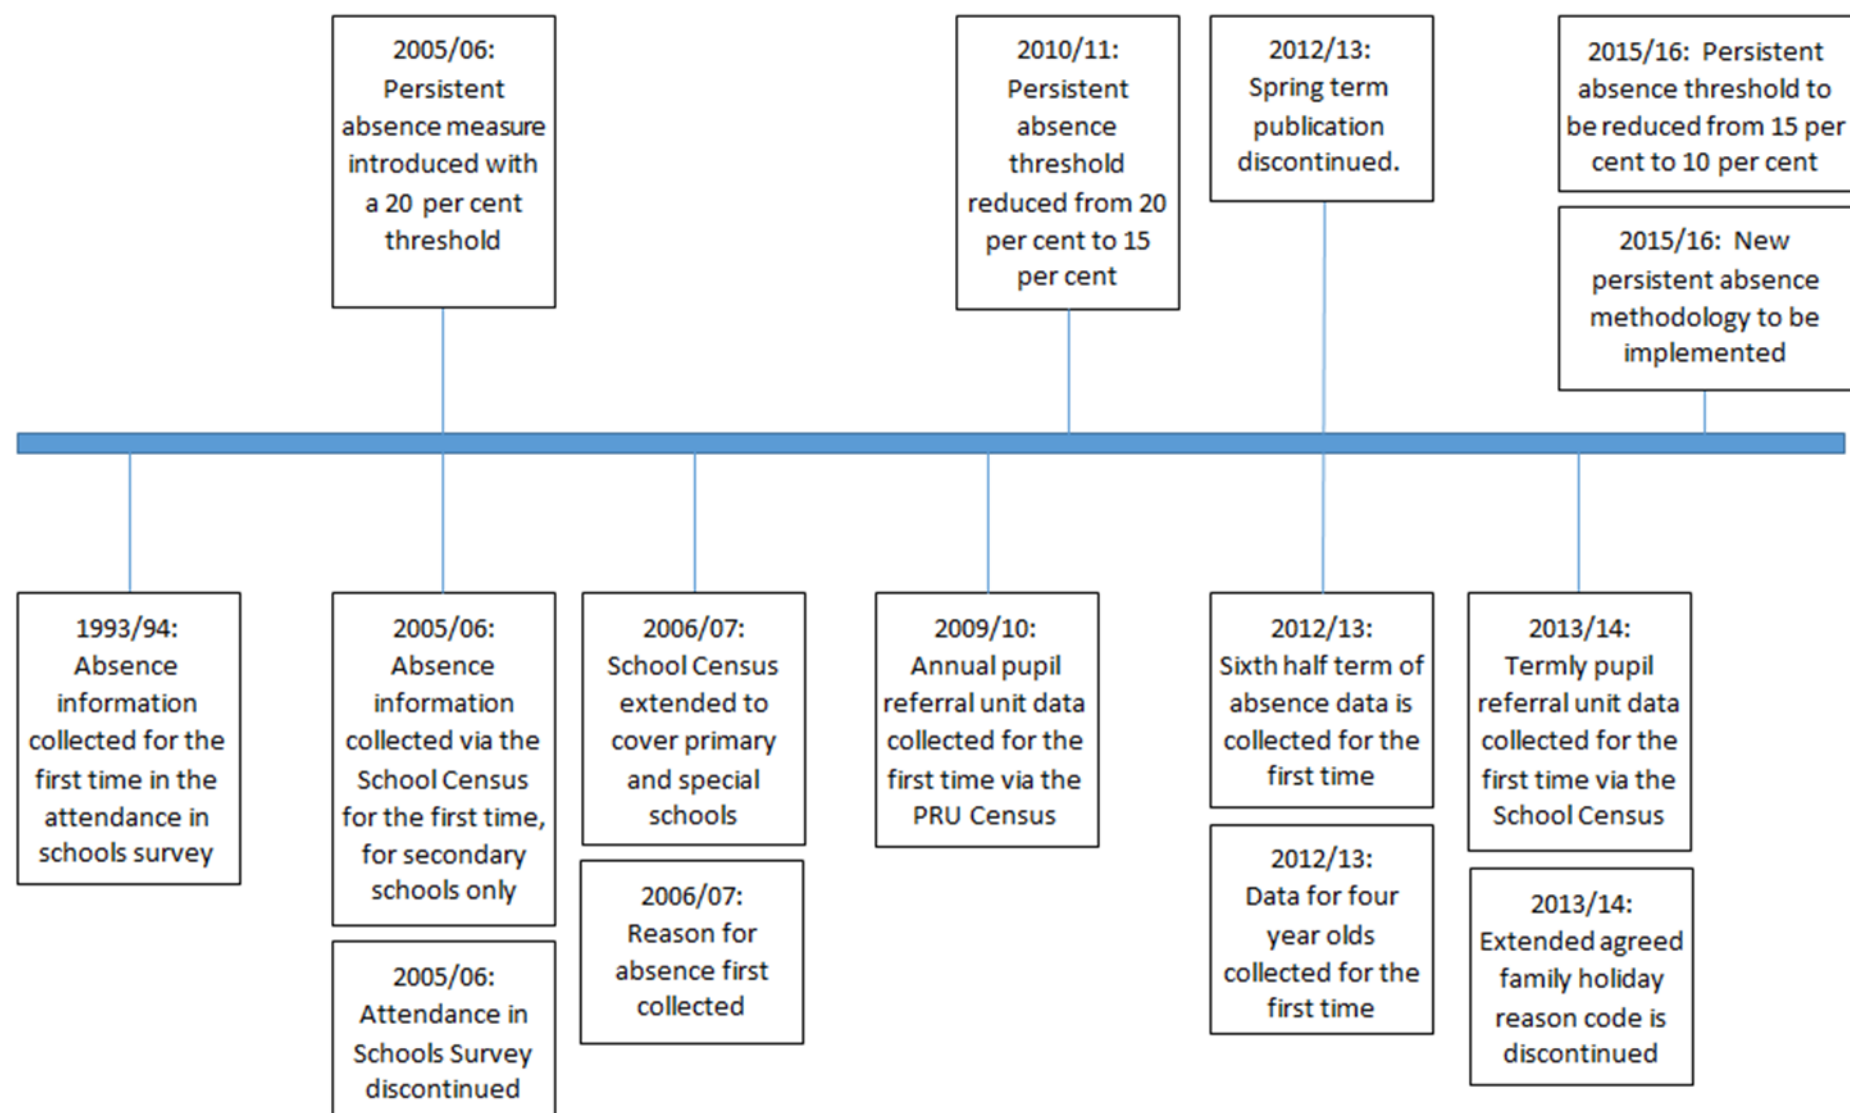 2005/06:
Persistent
absence measure
introduced with
a 20 per cent
threshold
2010/11:
Persistent
absence
threshold
reduced from 20
per cent to 15
per cent
2012/13:
Spring term
publication
discontinued.
2015/16: Persistent
absence threshold to
be reduced from 15 per
cent to 10 per cent
2015/16: New
persistent absence
methodology to be
implemented
1993/94:
Absence
information
collected for the
first time in the
attendance in
schools survey
2005/06:
Absence
information
collected via the
School Census
for the first time,
for secondary
schools only
2005/06:
Attendance in
Schools Survey
discontinued
2006/07:
School Census
extended to
cover primary
and special
schools
2006/07:
Reason for
absence first
collected
2009/10:
Annual pupil
referral unit data
collected for the
first time via the
PRU Census
2012/13:
Sixth half term of
absence data is
collected for the
first time
2012/13:
Data for four
year olds
collected for the
first time
2013/14:
Termly pupil
referral unit data
collected for the
first time via the
School Census
2013/14:
Extended agreed
family holiday
reason code is
discontinued